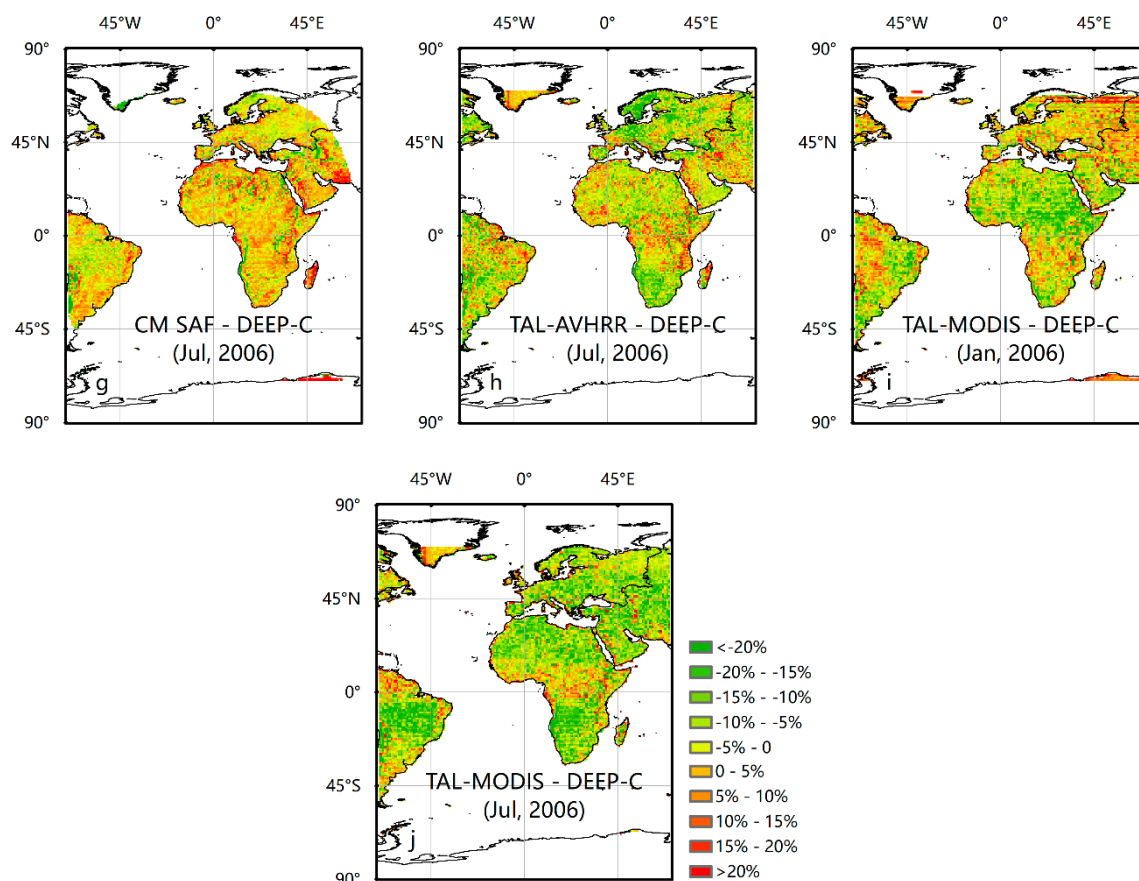 45°W 0° 45°E 45°W 0° 45°E 45°W 0° 45°E
90° 90° 90°
45°N 45°N 45°N
0° 0° 0°
45°S 45°S 45°S
90° 90° 90°
CM SAF - DEEP-C
(Jul, 2006)
g
TAL-AVHRR - DEEP-C
(Jul, 2006)
h
TAL-MODIS - DEEP-C
(Jan, 2006)
i
45°W 0° 45°E
90°
45°N
0°
45°S
90°
TAL-MODIS - DEEP-C
(Jul, 2006)
j
<-20%
-20% - -15%
-15% - -10%
-10% - -5%
-5% - 0
0 - 5%
5% - 10%
10% - 15%
15% - 20%
>20%